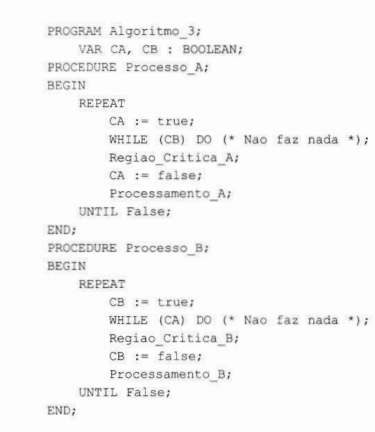 PROGRAM Algoritmo_3;
VAR CA, CB : BOOLEAN;
PROCEDURE Processo_A;
BEGIN
REPEAT
CA := true;
WHILE (CB) DO (* Nao faz nada *);
Regiao_Critica_A;
CA := false;
Processamento_A;
UNTIL False;
END;
PROCEDURE Processo_B;
BEGIN
REPEAT
CB := true;
WHILE (CA) DO (* Nao faz nada *);
Regiao_Critica_B;
CB := false;
Processamento_B;
UNTIL False;
END;